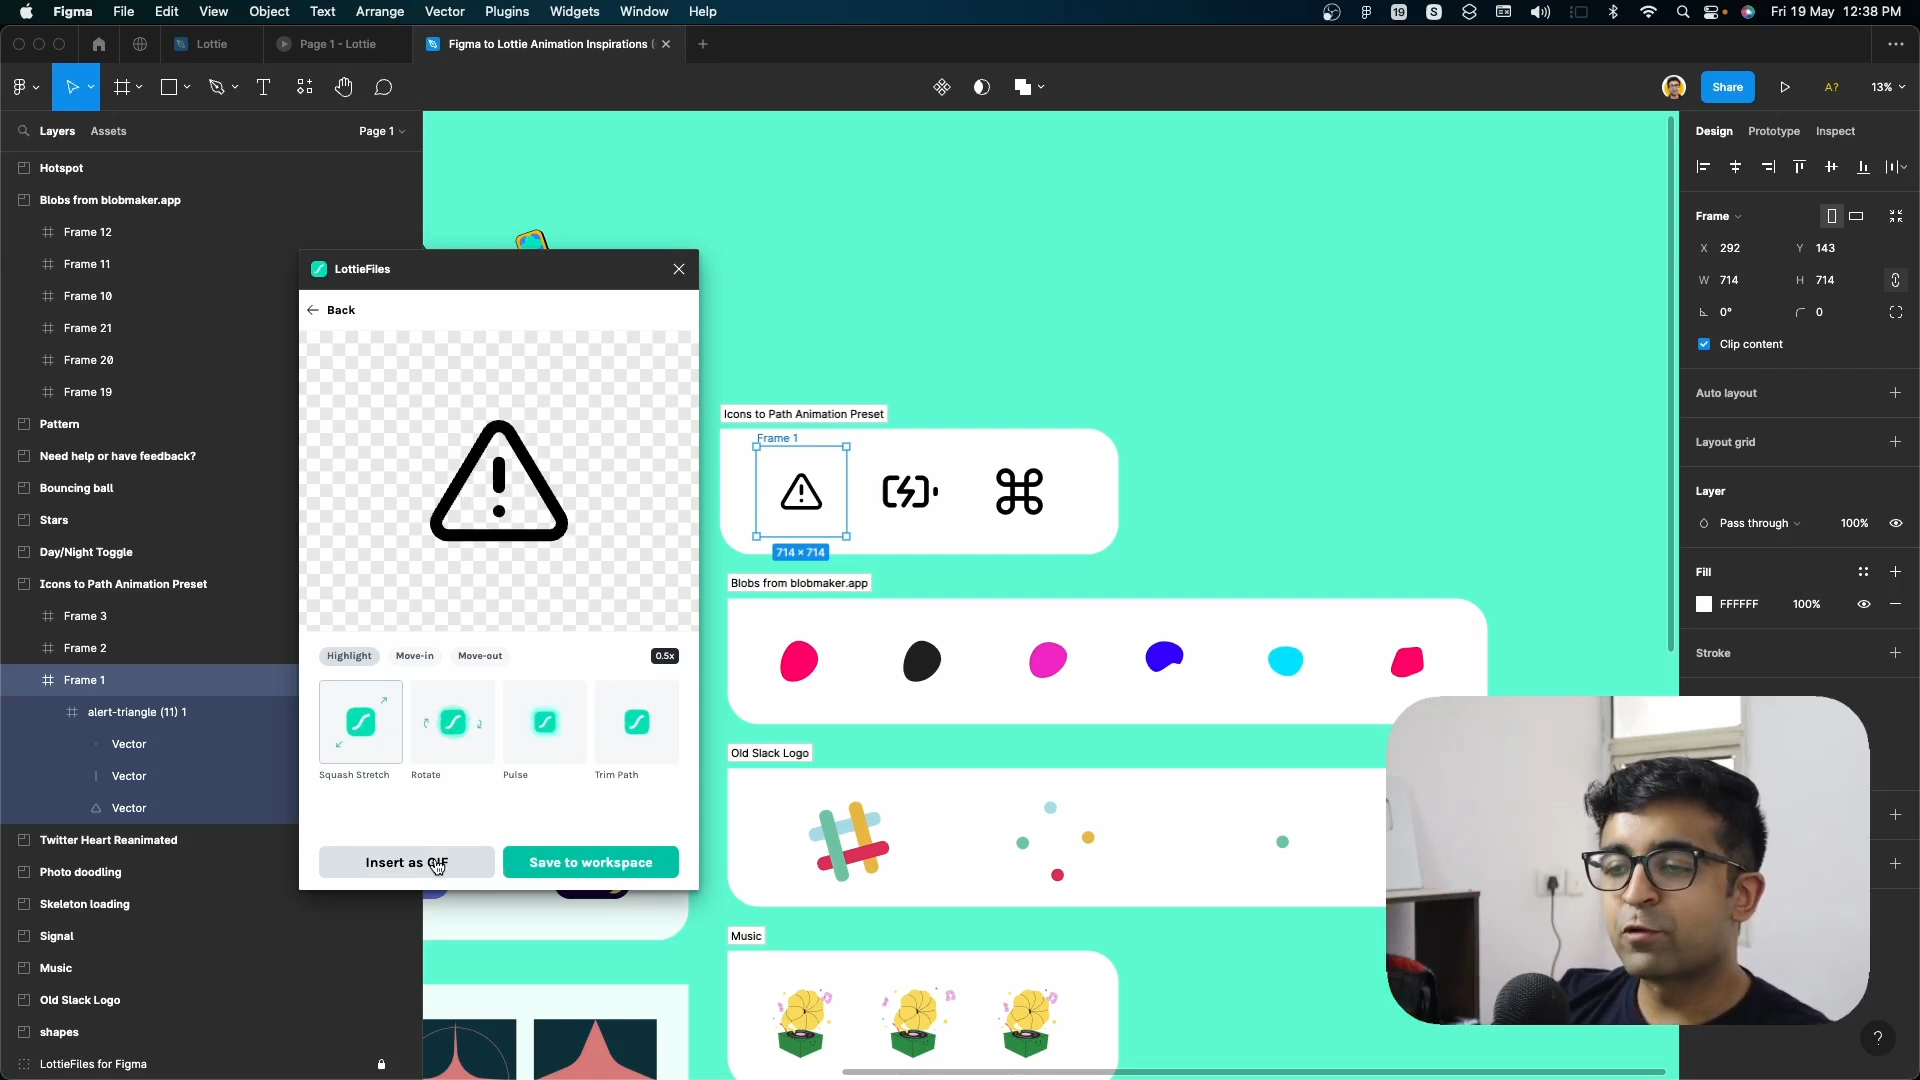 Figma File Edit View Object Text Arrange Vector Plugins Widgets Window Help
19 S Fri 19 May 12:38 PM
Lottie
Page 1 - Lottie
Figma to Lottie Animation Inspirations (
Share
A?
13%
Layers Assets Page 1
Hotspot
Blobs from blobmaker.app
Frame 12
Frame 11
Frame 10
Frame 21
Frame 20
Frame 19
Pattern
Need help or have feedback?
Bouncing ball
Stars
Day/Night Toggle
Icons to Path Animation Preset
Frame 3
Frame 2
Frame 1
alert-triangle (11) 1
Vector
Vector
Vector
Twitter Heart Reanimated
Photo doodling
Skeleton loading
Signal
Music
Old Slack Logo
shapes
LottieFiles for Figma
LottieFiles
Back
Highlight Move-in Move-out 0.5x
Squash Stretch Rotate Pulse Trim Path
Insert as GIF Save to workspace
Icons to Path Animation Preset
Frame 1
714 × 714
Blobs from blobmaker.app
Old Slack Logo
Music
Design Prototype Inspect
Frame
X 292 Y 143
W 714 H 714
0° 0
Clip content
Auto layout
Layout grid
Layer
Pass through 100%
Fill
FFFFFF 100%
Stroke
?